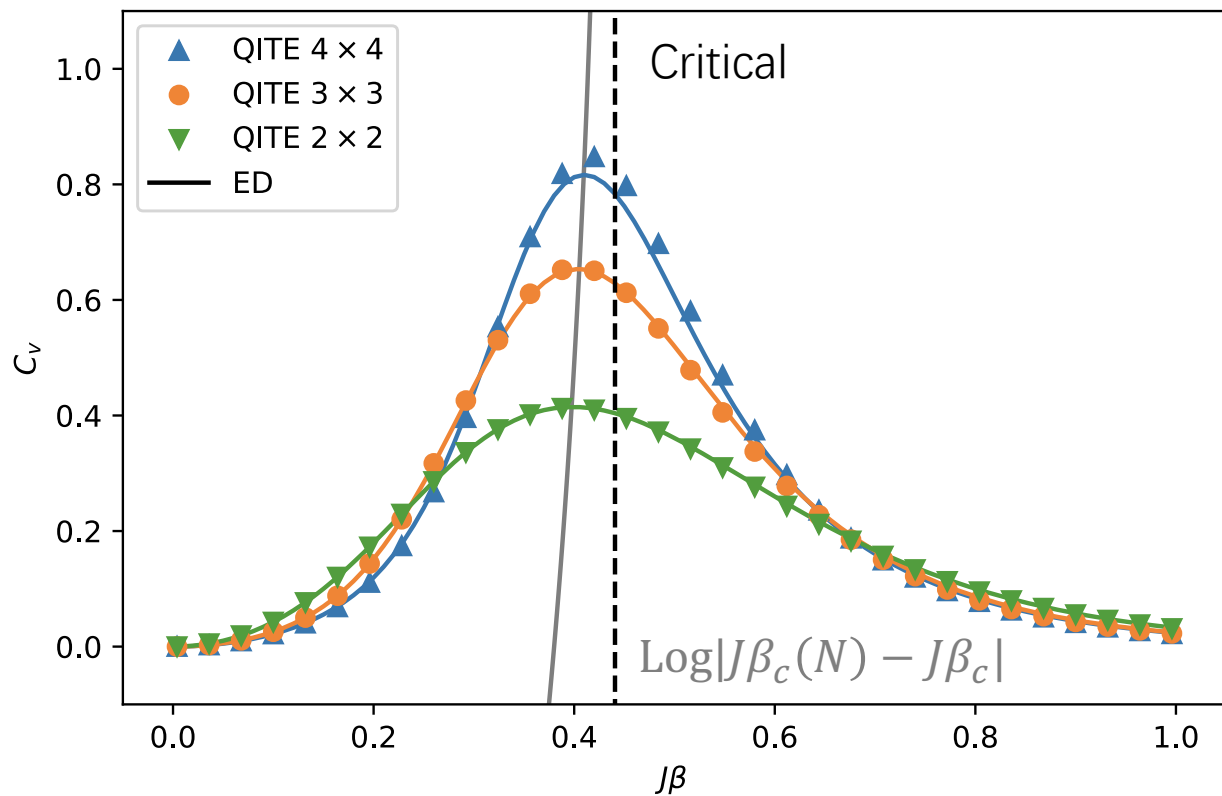 QITE 4 × 4
QITE 3 × 3
QITE 2 × 2
ED
Critical
Log|Jβ_c(N) − Jβ_c|
C_v
1.0
0.8
0.6
0.4
0.2
0.0
0.0 0.2 0.4 0.6 0.8 1.0
Jβ